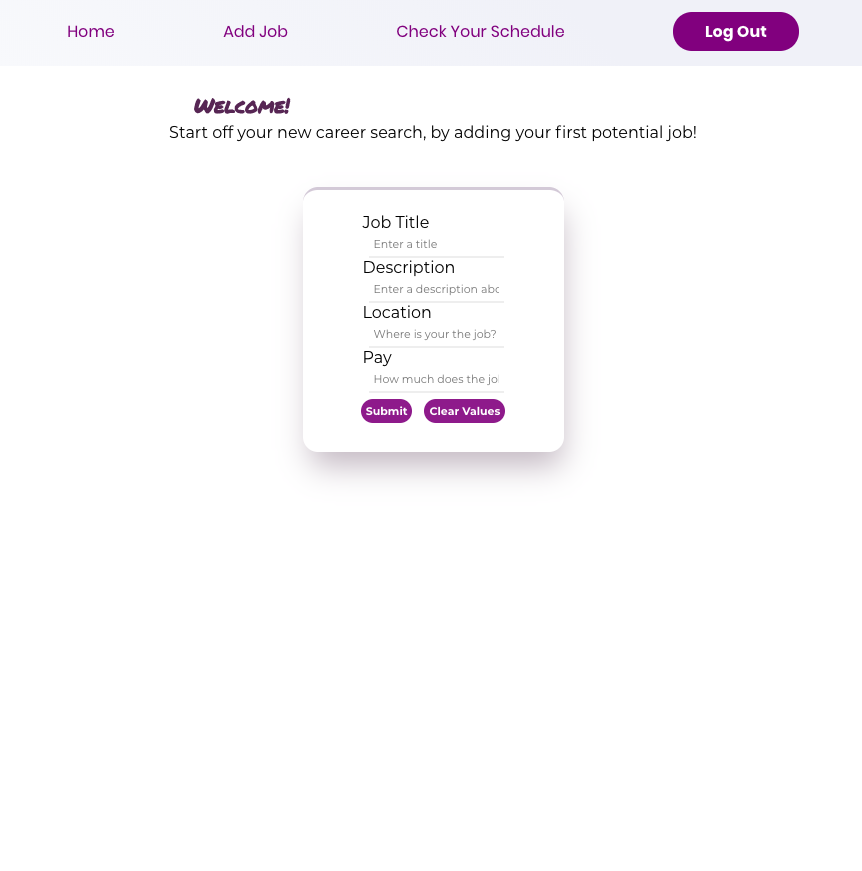 Home Add Job Check Your Schedule Log Out
Welcome!
Start off your new career search, by adding your first potential job!
Job Title
Enter a title
Description
Enter a description abc
Location
Where is your the job?
Pay
How much does the jo
Submit Clear Values